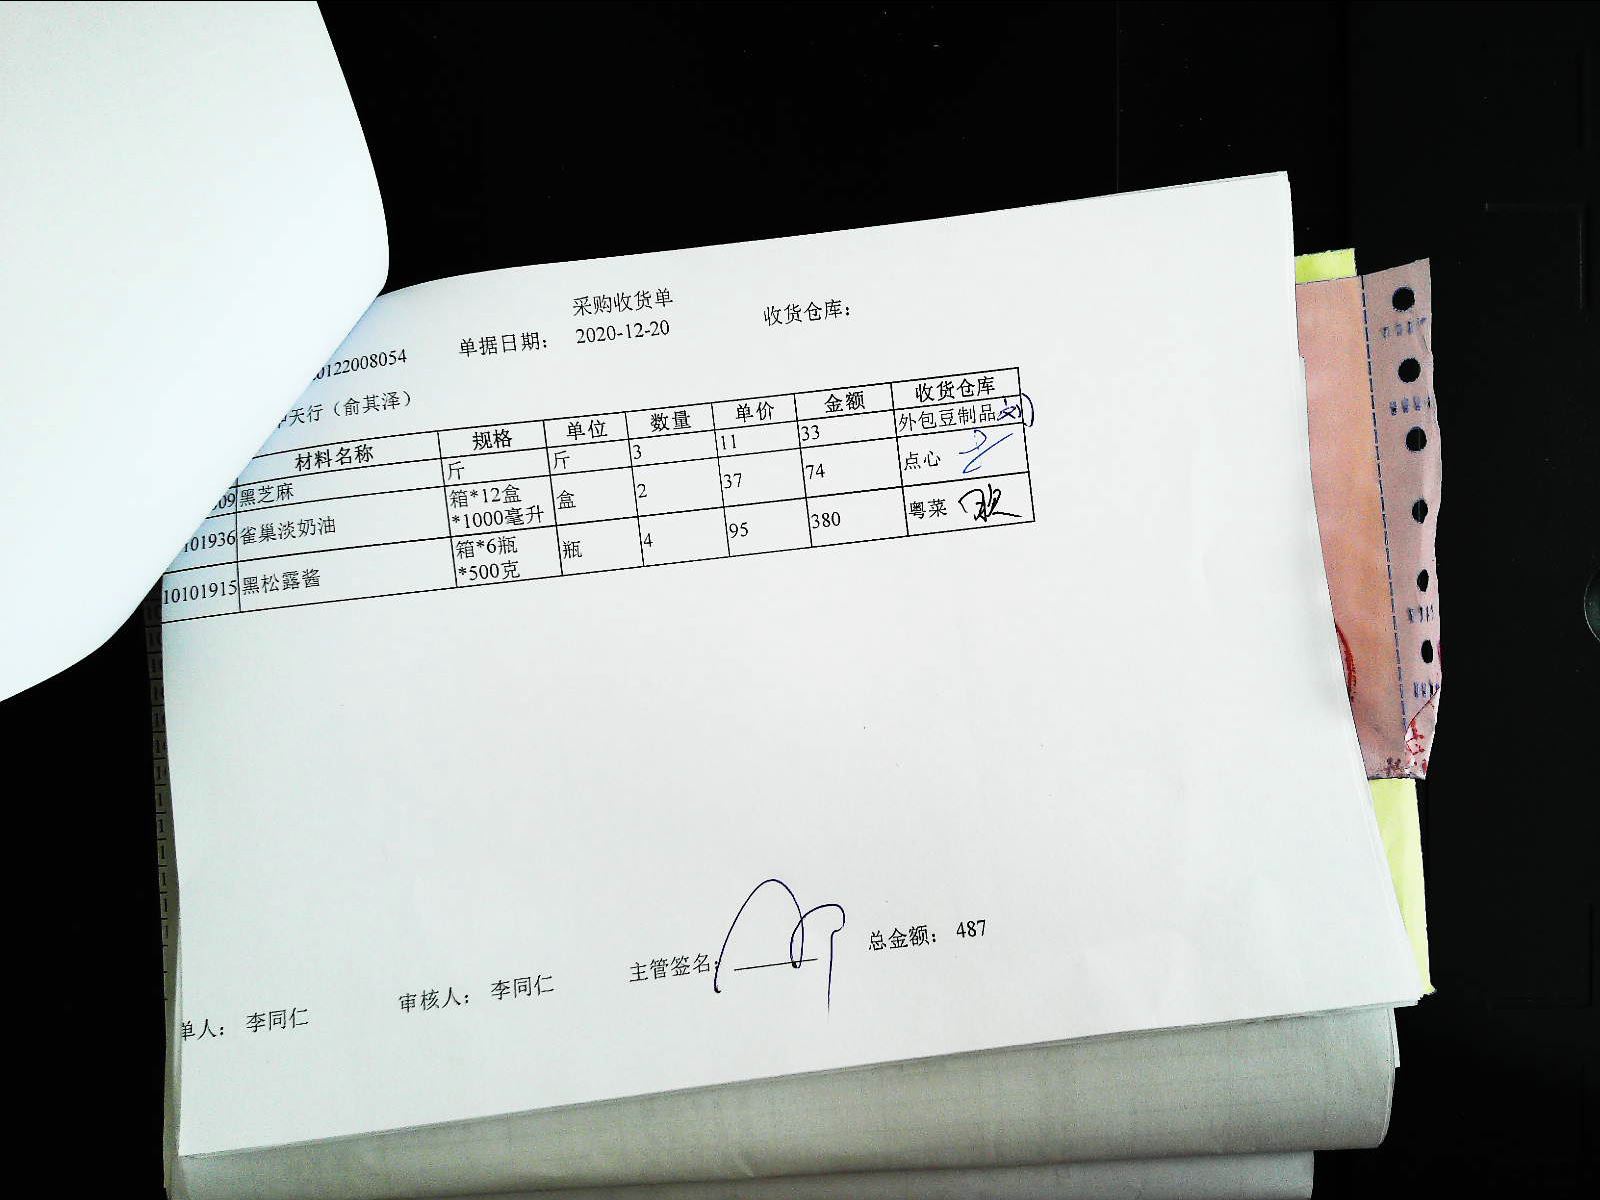 采购收货单
0122008054 单据日期： 2020-12-20 收货仓库：
天行（俞其泽）
材料名称 规格 单位 数量 单价 金额 收货仓库
09 黑芝麻 斤 斤 3 11 33 外包豆制品
101936 雀巢淡奶油 箱*12盒 盒 2 37 74 点心
*1000毫升
10101915 黑松露酱 箱*6瓶 瓶 4 95 380 粤菜
*500克
单人： 李同仁 审核人： 李同仁 主管签名： 总金额： 487